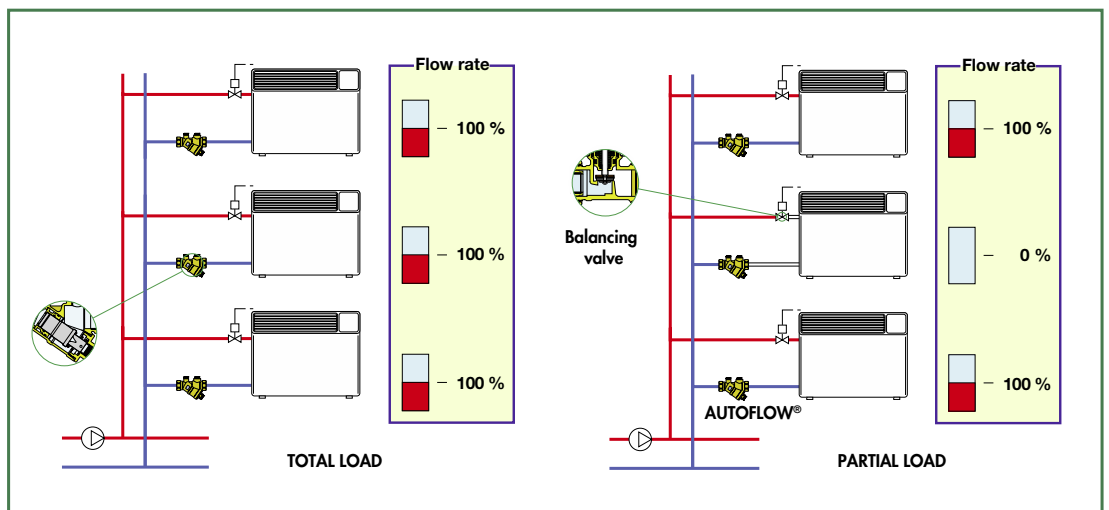 Flow rate
100 %
100 %
100 %
TOTAL LOAD
Flow rate
100 %
Balancing
valve
0 %
100 %
AUTOFLOW®
PARTIAL LOAD